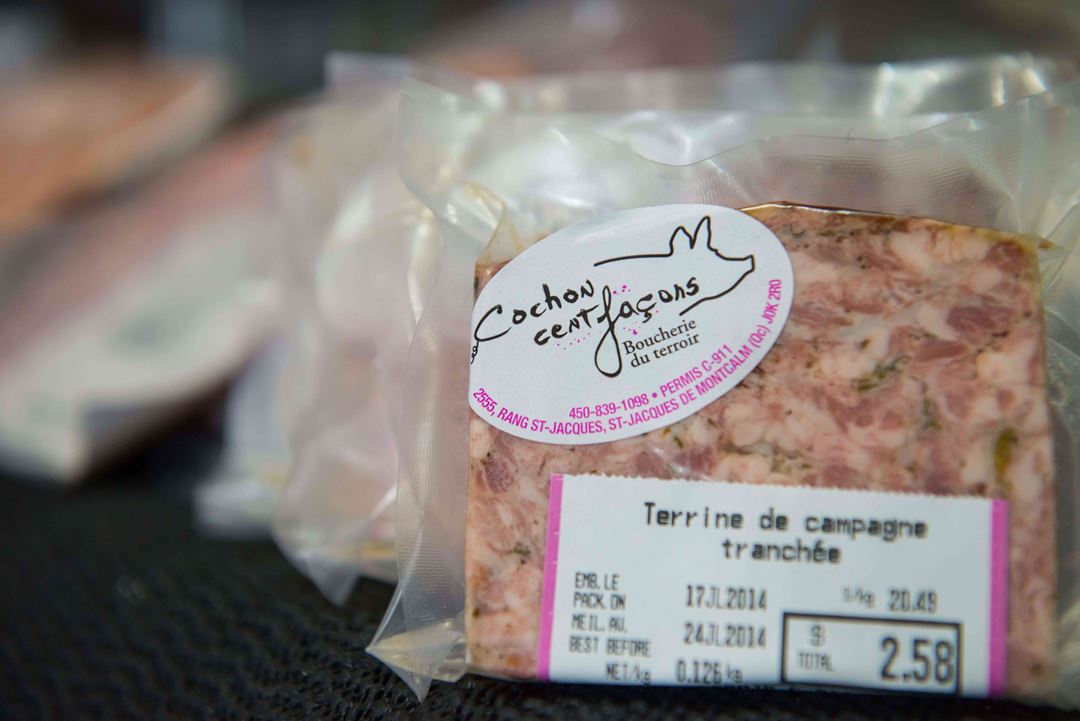 Cochon
cent façons
Boucherie
du terroir
450-839-1098 • PERMIS C-911
2555, RANG ST-JACQUES, ST-JACQUES DE MONTCALM (Qc) J0K 2R0
Terrine de campagne
tranchée
EMB. LE
PACK. ON 17JL2014
MEIL. AV.
BEST BEFORE 24JL2014
NET/kg 0.126 kg
$/kg 20.49
$
TOTAL 2.58